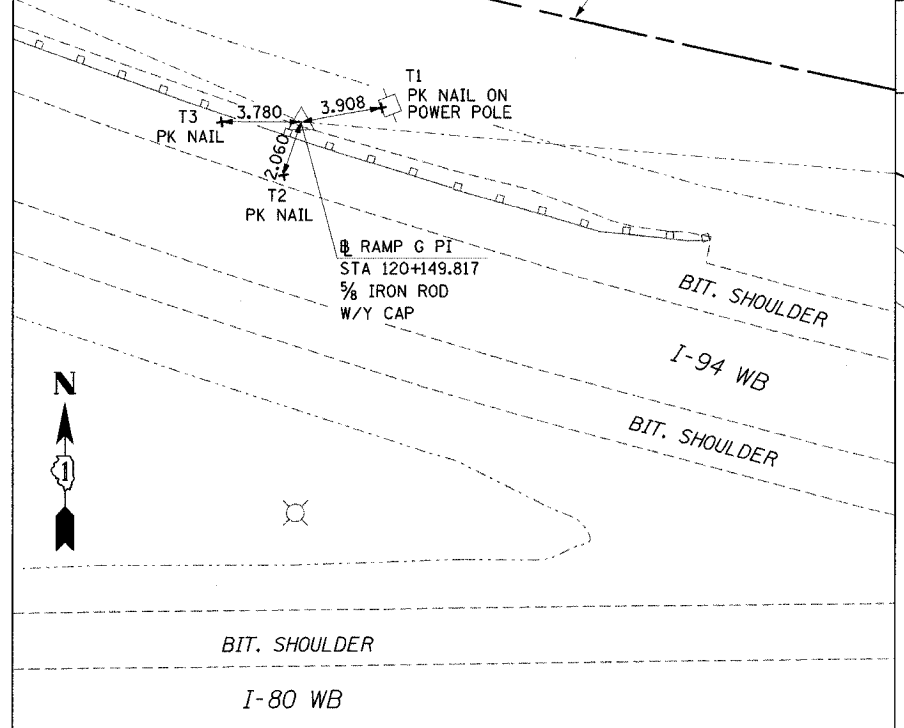 T1
PK NAIL ON
POWER POLE
3.908
3.780
T3
PK NAIL
2.060
T2
PK NAIL
℄ RAMP G PI
STA 120+149.817
⅝ IRON ROD
W/Y CAP
BIT. SHOULDER
I-94 WB
BIT. SHOULDER
N
1
BIT. SHOULDER
I-80 WB